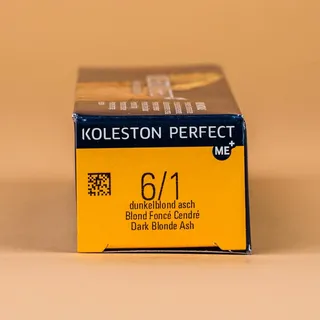 KOLESTON PERFECT
ME+
6/1
dunkelblond asch
Blond Foncé Cendré
Dark Blonde Ash